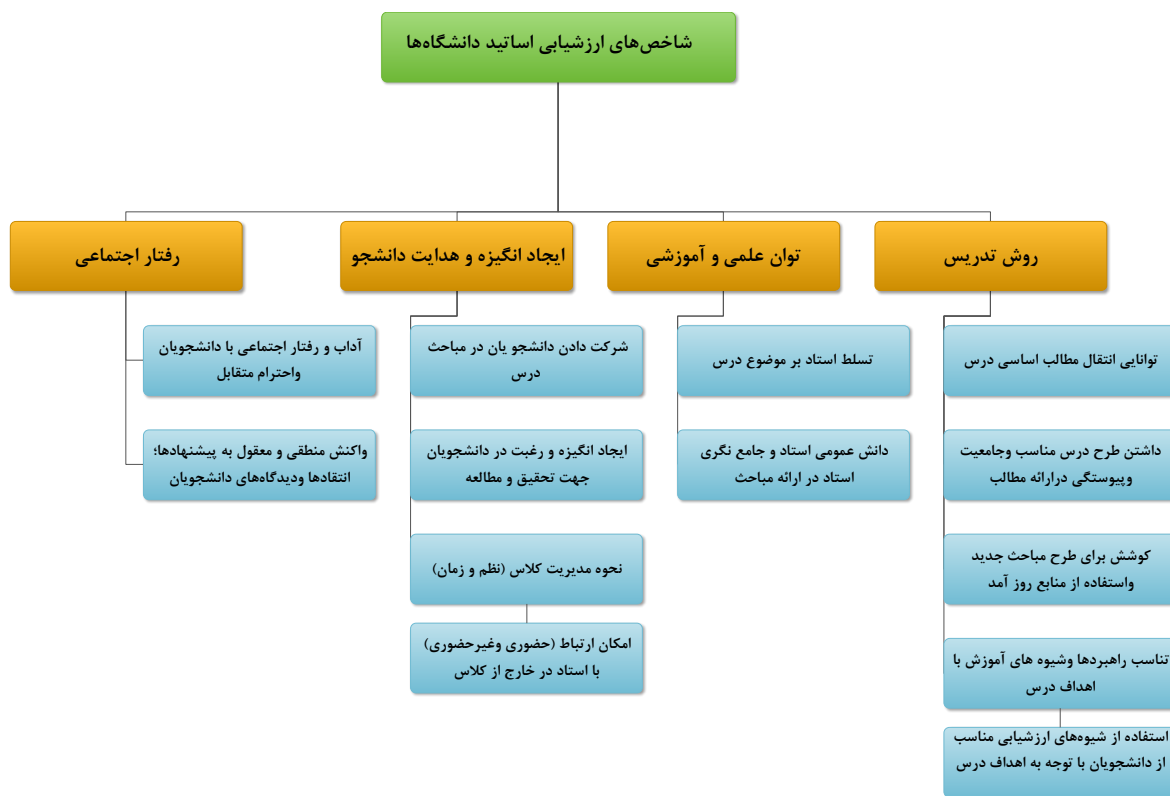 شاخص‌های ارزشیابی اساتید دانشگاه‌ها
روش تدریس
توانایی انتقال مطالب اساسی درس
داشتن طرح درس مناسب وجامعیت
وپیوستگی درارائه مطالب
کوشش برای طرح مباحث جدید
واستفاده از منابع روز آمد
تناسب راهبردها وشیوه های آموزش با
اهداف درس
استفاده از شیوه‌های ارزشیابی مناسب
از دانشجویان با توجه به اهداف درس
توان علمی و آموزشی
تسلط استاد بر موضوع درس
دانش عمومی استاد و جامع نگری
استاد در ارائه مباحث
ایجاد انگیزه و هدایت دانشجو
شرکت دادن دانشجو یان در مباحث
درس
ایجاد انگیزه و رغبت در دانشجویان
جهت تحقیق و مطالعه
نحوه مدیریت کلاس (نظم و زمان)
امکان ارتباط (حضوری وغیرحضوری)
با استاد در خارج از کلاس
رفتار اجتماعی
آداب و رفتار اجتماعی با دانشجویان
واحترام متقابل
واکنش منطقی و معقول به پیشنهادها؛
انتقادها ودیدگاه‌های دانشجویان